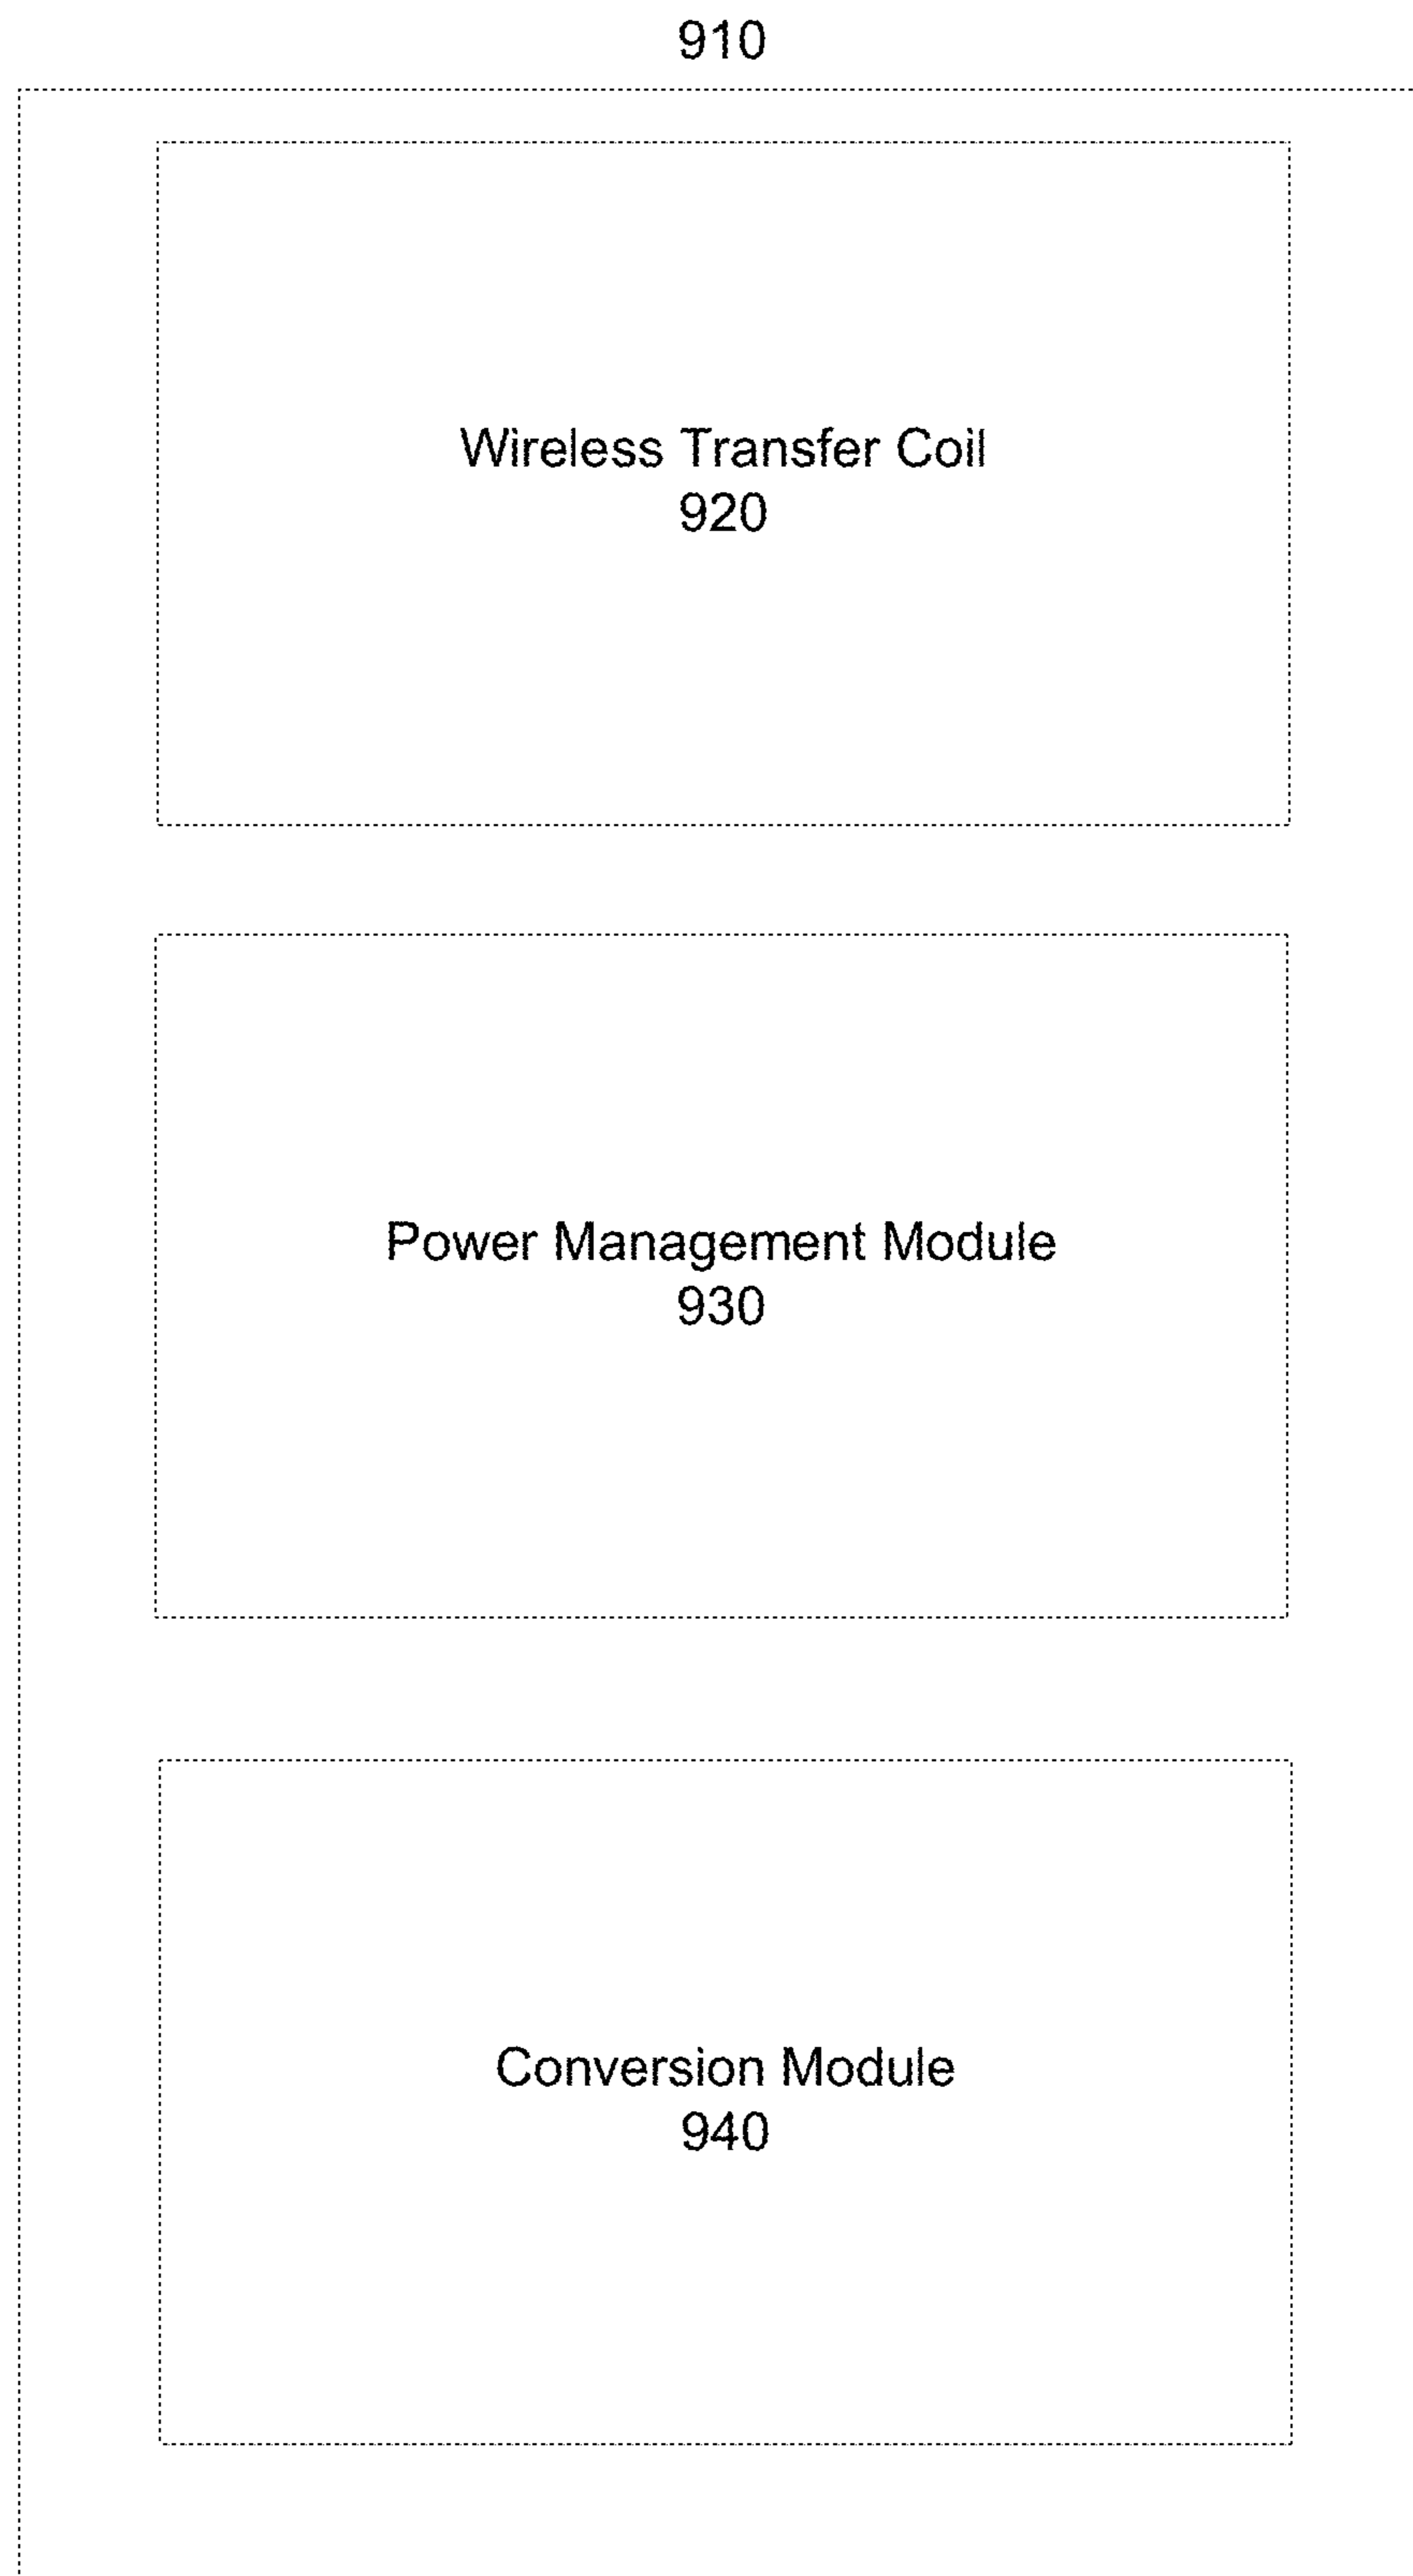 910
Wireless Transfer Coil
920
Power Management Module
930
Conversion Module
940